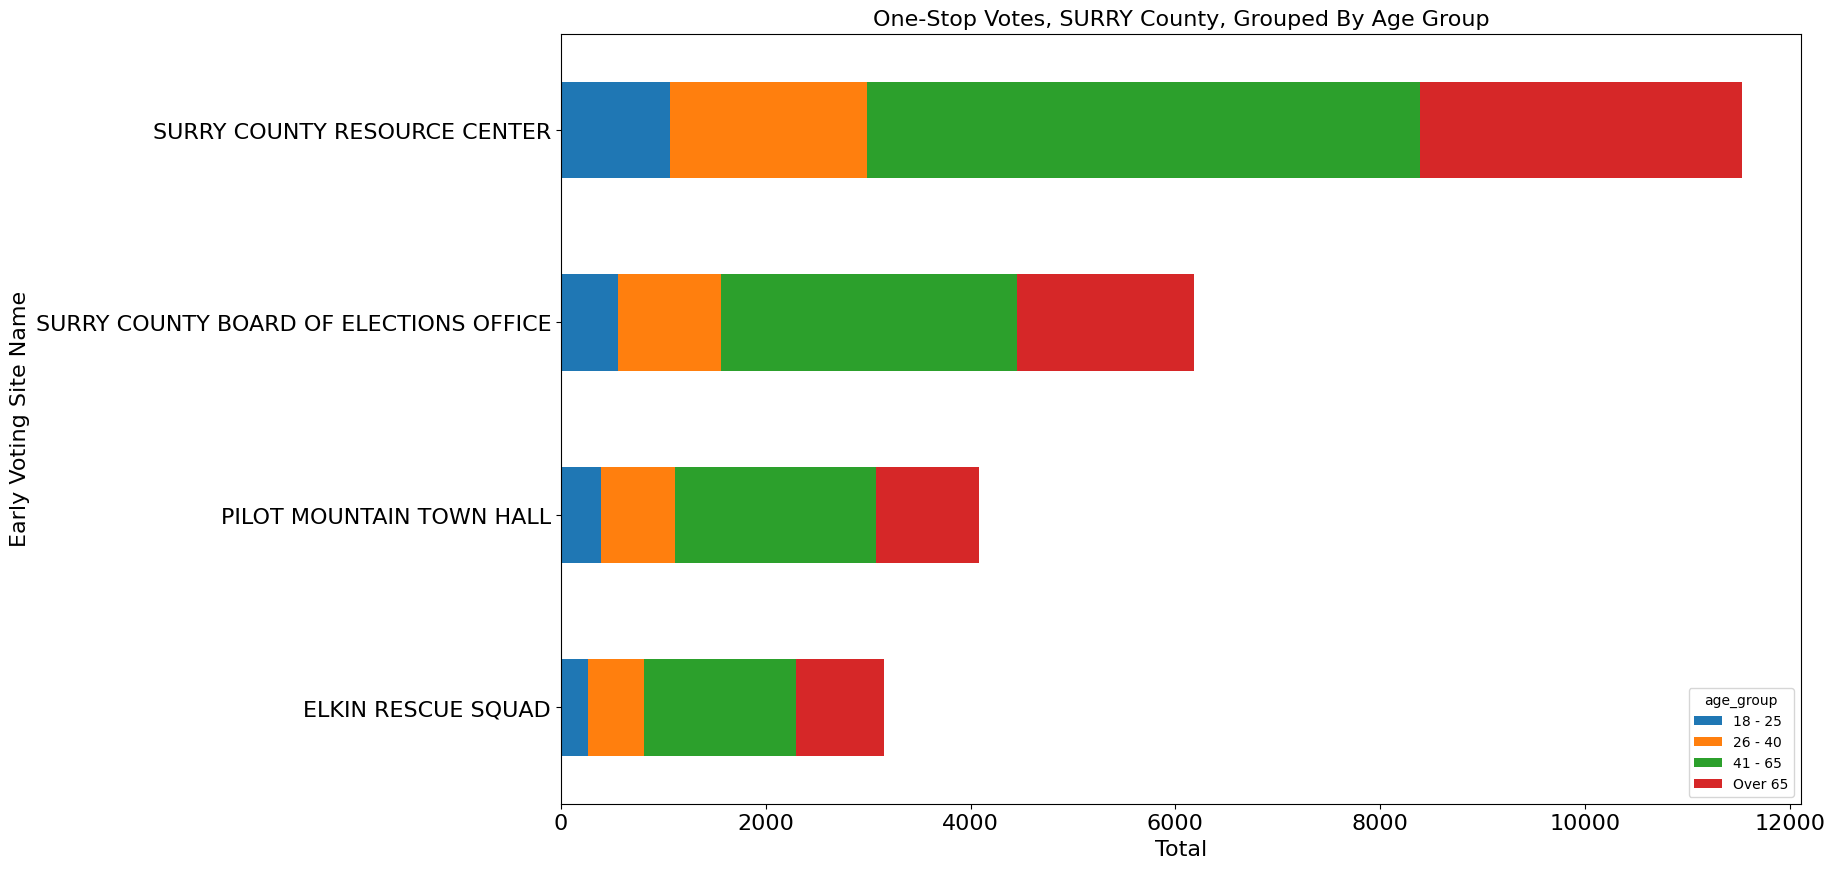 One-Stop Votes, SURRY County, Grouped By Age Group
Early Voting Site Name
SURRY COUNTY RESOURCE CENTER
SURRY COUNTY BOARD OF ELECTIONS OFFICE
PILOT MOUNTAIN TOWN HALL
ELKIN RESCUE SQUAD
age_group
18 - 25
26 - 40
41 - 65
Over 65
0 2000 4000 6000 8000 10000 12000
Total